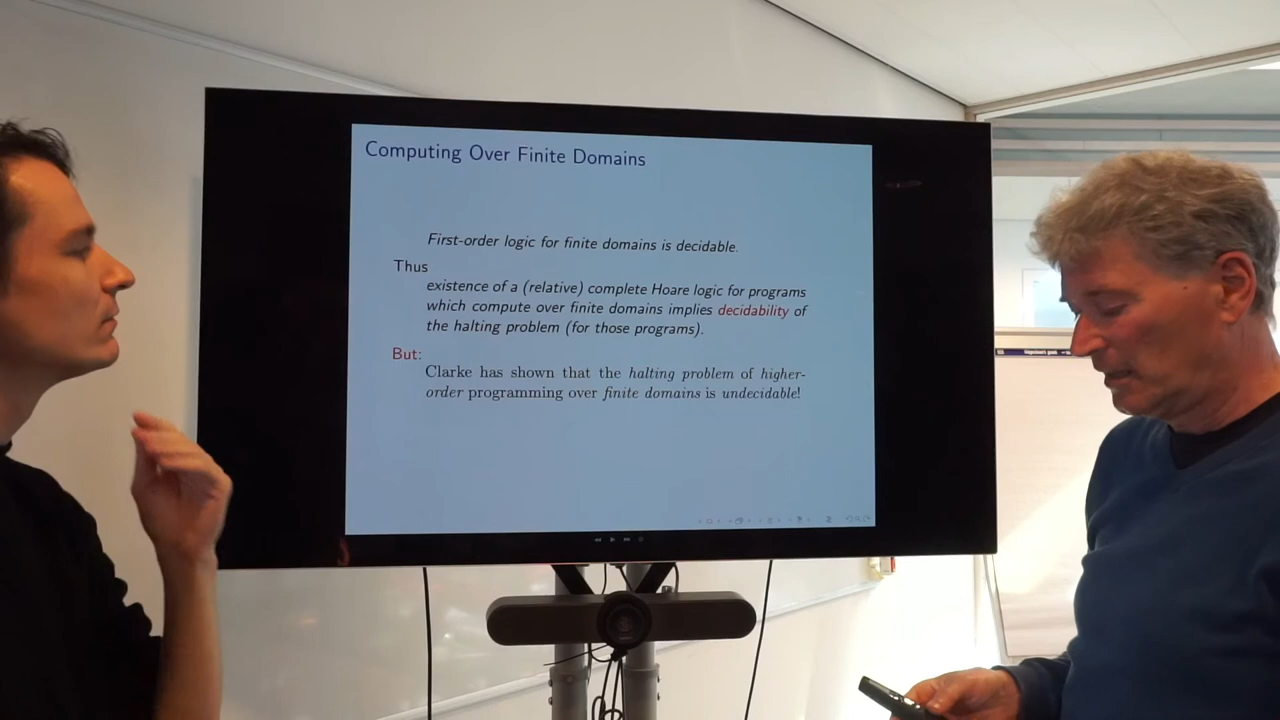 Computing Over Finite Domains
First-order logic for finite domains is decidable.
Thus
existence of a (relative) complete Hoare logic for programs
which compute over finite domains implies decidability of
the halting problem (for those programs).
But:
Clarke has shown that the halting problem of higher-
order programming over finite domains is undecidable!